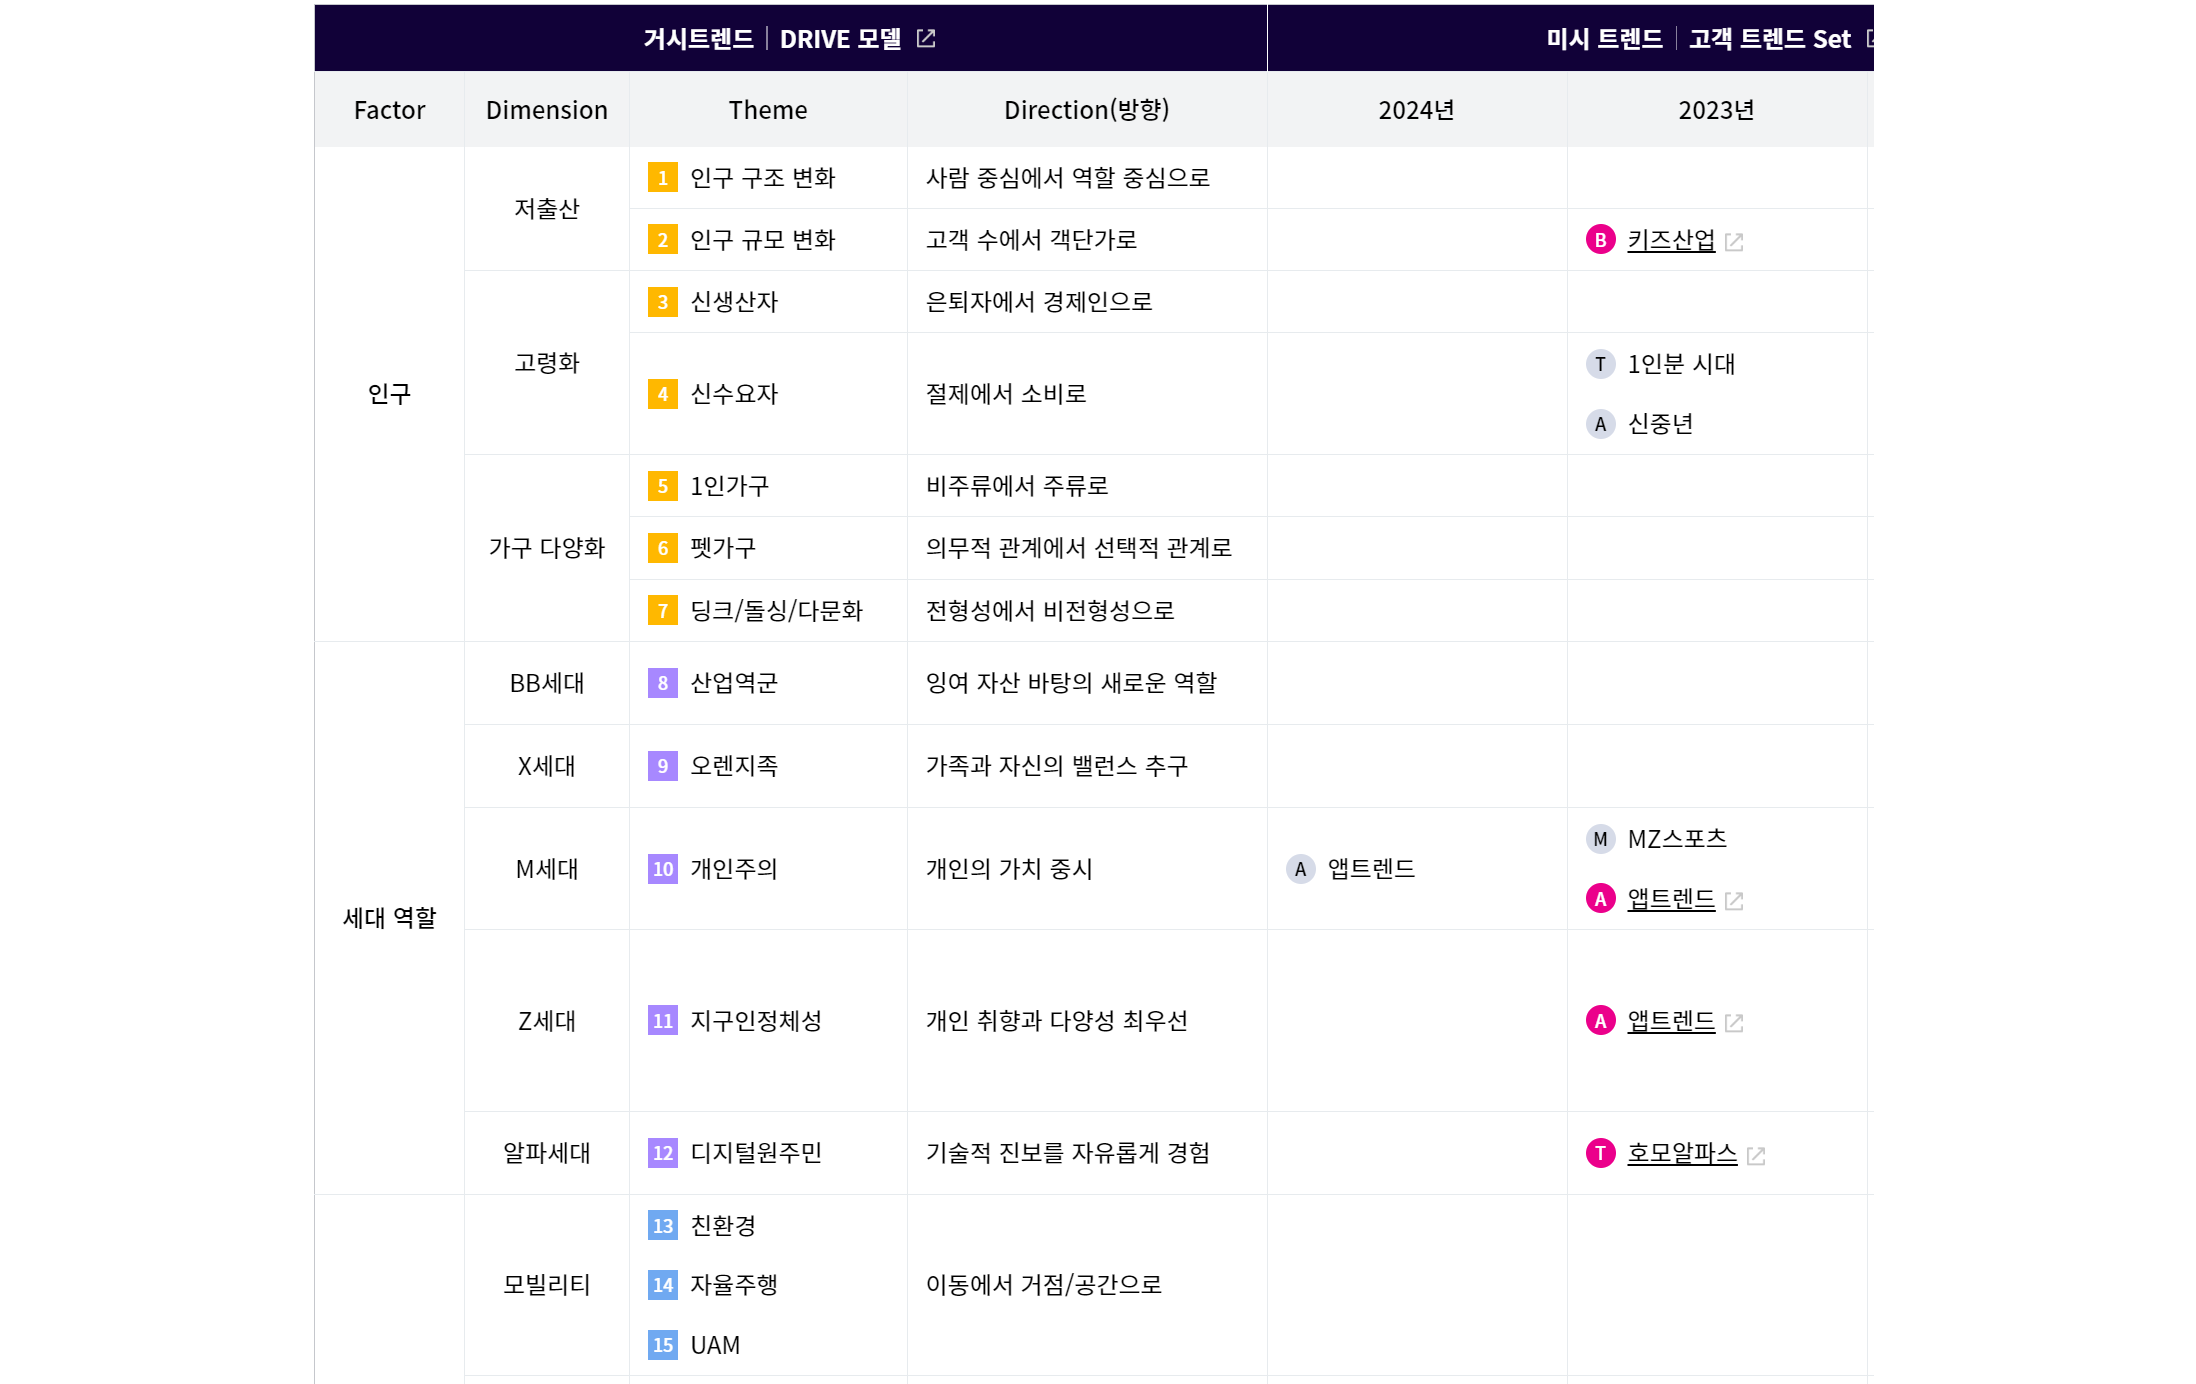 거시트렌드 | DRIVE 모델
미시 트렌드 | 고객 트렌드 Set
Factor Dimension Theme Direction(방향) 2024년 2023년
인구
저출산
1 인구 구조 변화 사람 중심에서 역할 중심으로
2 인구 규모 변화 고객 수에서 객단가로 B 키즈산업
고령화
3 신생산자 은퇴자에서 경제인으로
4 신수요자 절제에서 소비로
T 1인분 시대
A 신중년
가구 다양화
5 1인가구 비주류에서 주류로
6 펫가구 의무적 관계에서 선택적 관계로
7 딩크/돌싱/다문화 전형성에서 비전형성으로
세대 역할
BB세대 8 산업역군 잉여 자산 바탕의 새로운 역할
X세대 9 오렌지족 가족과 자신의 밸런스 추구
M세대 10 개인주의 개인의 가치 중시 A 앱트렌드
M MZ스포츠
A 앱트렌드
Z세대 11 지구인정체성 개인 취향과 다양성 최우선 A 앱트렌드
알파세대 12 디지털원주민 기술적 진보를 자유롭게 경험 T 호모알파스
모빌리티
13 친환경
14 자율주행 이동에서 거점/공간으로
15 UAM